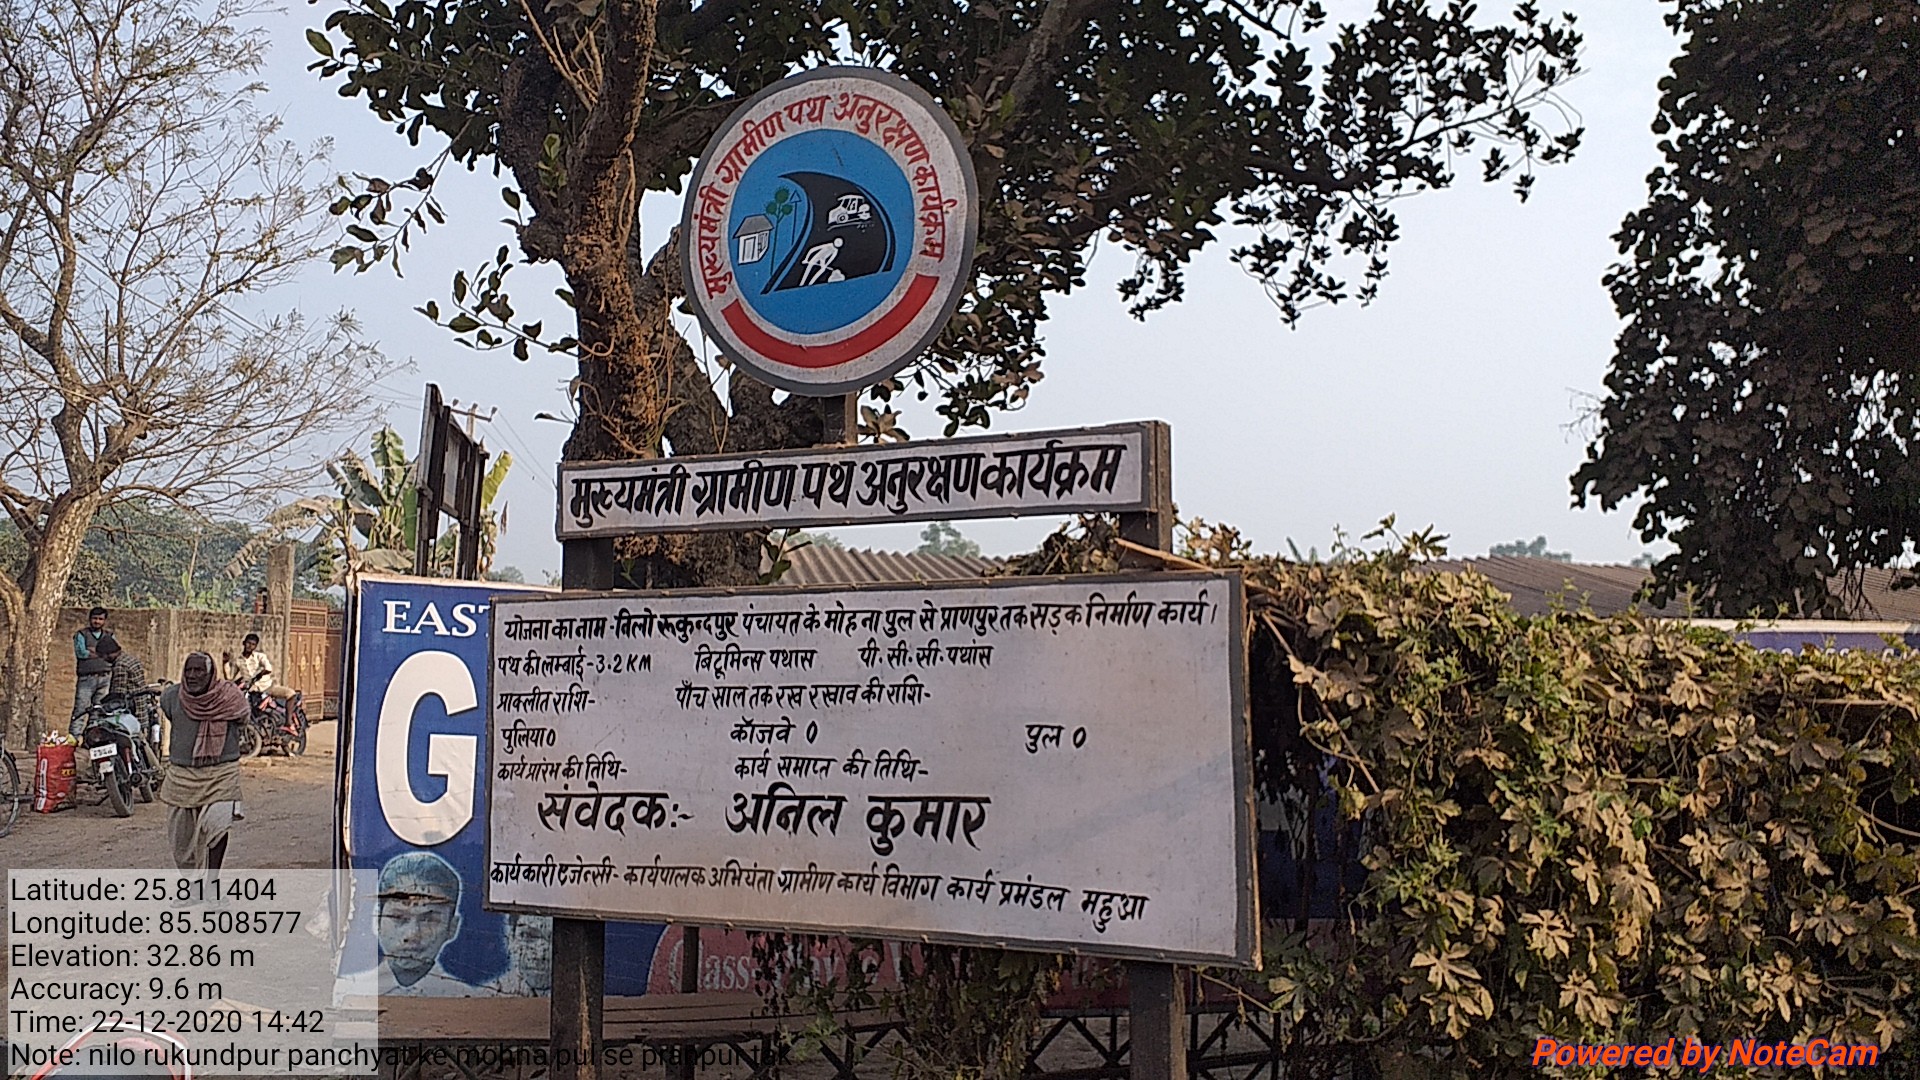 मुख्यमंत्री ग्रामीण पथ अनुरक्षण कार्यक्रम
मुख्यमंत्री ग्रामीण पथ अनुरक्षण कार्यक्रम
EAST
योजना का नाम - निलो रुकुन्दपुर पंचायत के मोहना पुल से प्राणपुर तक सड़क निर्माण कार्य।
पथ की लम्बाई - 3.2 KM बिटूमिन्स पथास पी. सी. सी. पथांस
प्राक्लीत राशि- पाँच साल तक रख रखाव की राशि-
पुलिया 0 कॉजवे 0 पुल 0
कार्य प्रारंभ की तिथि- कार्य समाप्त की तिथि-
संवेदक:- अनिल कुमार
कार्यकारी एजेन्सी- कार्यपालक अभियंता ग्रामीण कार्य विभाग कार्य प्रमंडल महुआ
G
Latitude: 25.811404
Longitude: 85.508577
Elevation: 32.86 m
Accuracy: 9.6 m
Time: 22-12-2020 14:42
Note: nilo rukundpur panchyat ke mohna pul se pranpur tak
Powered by NoteCam